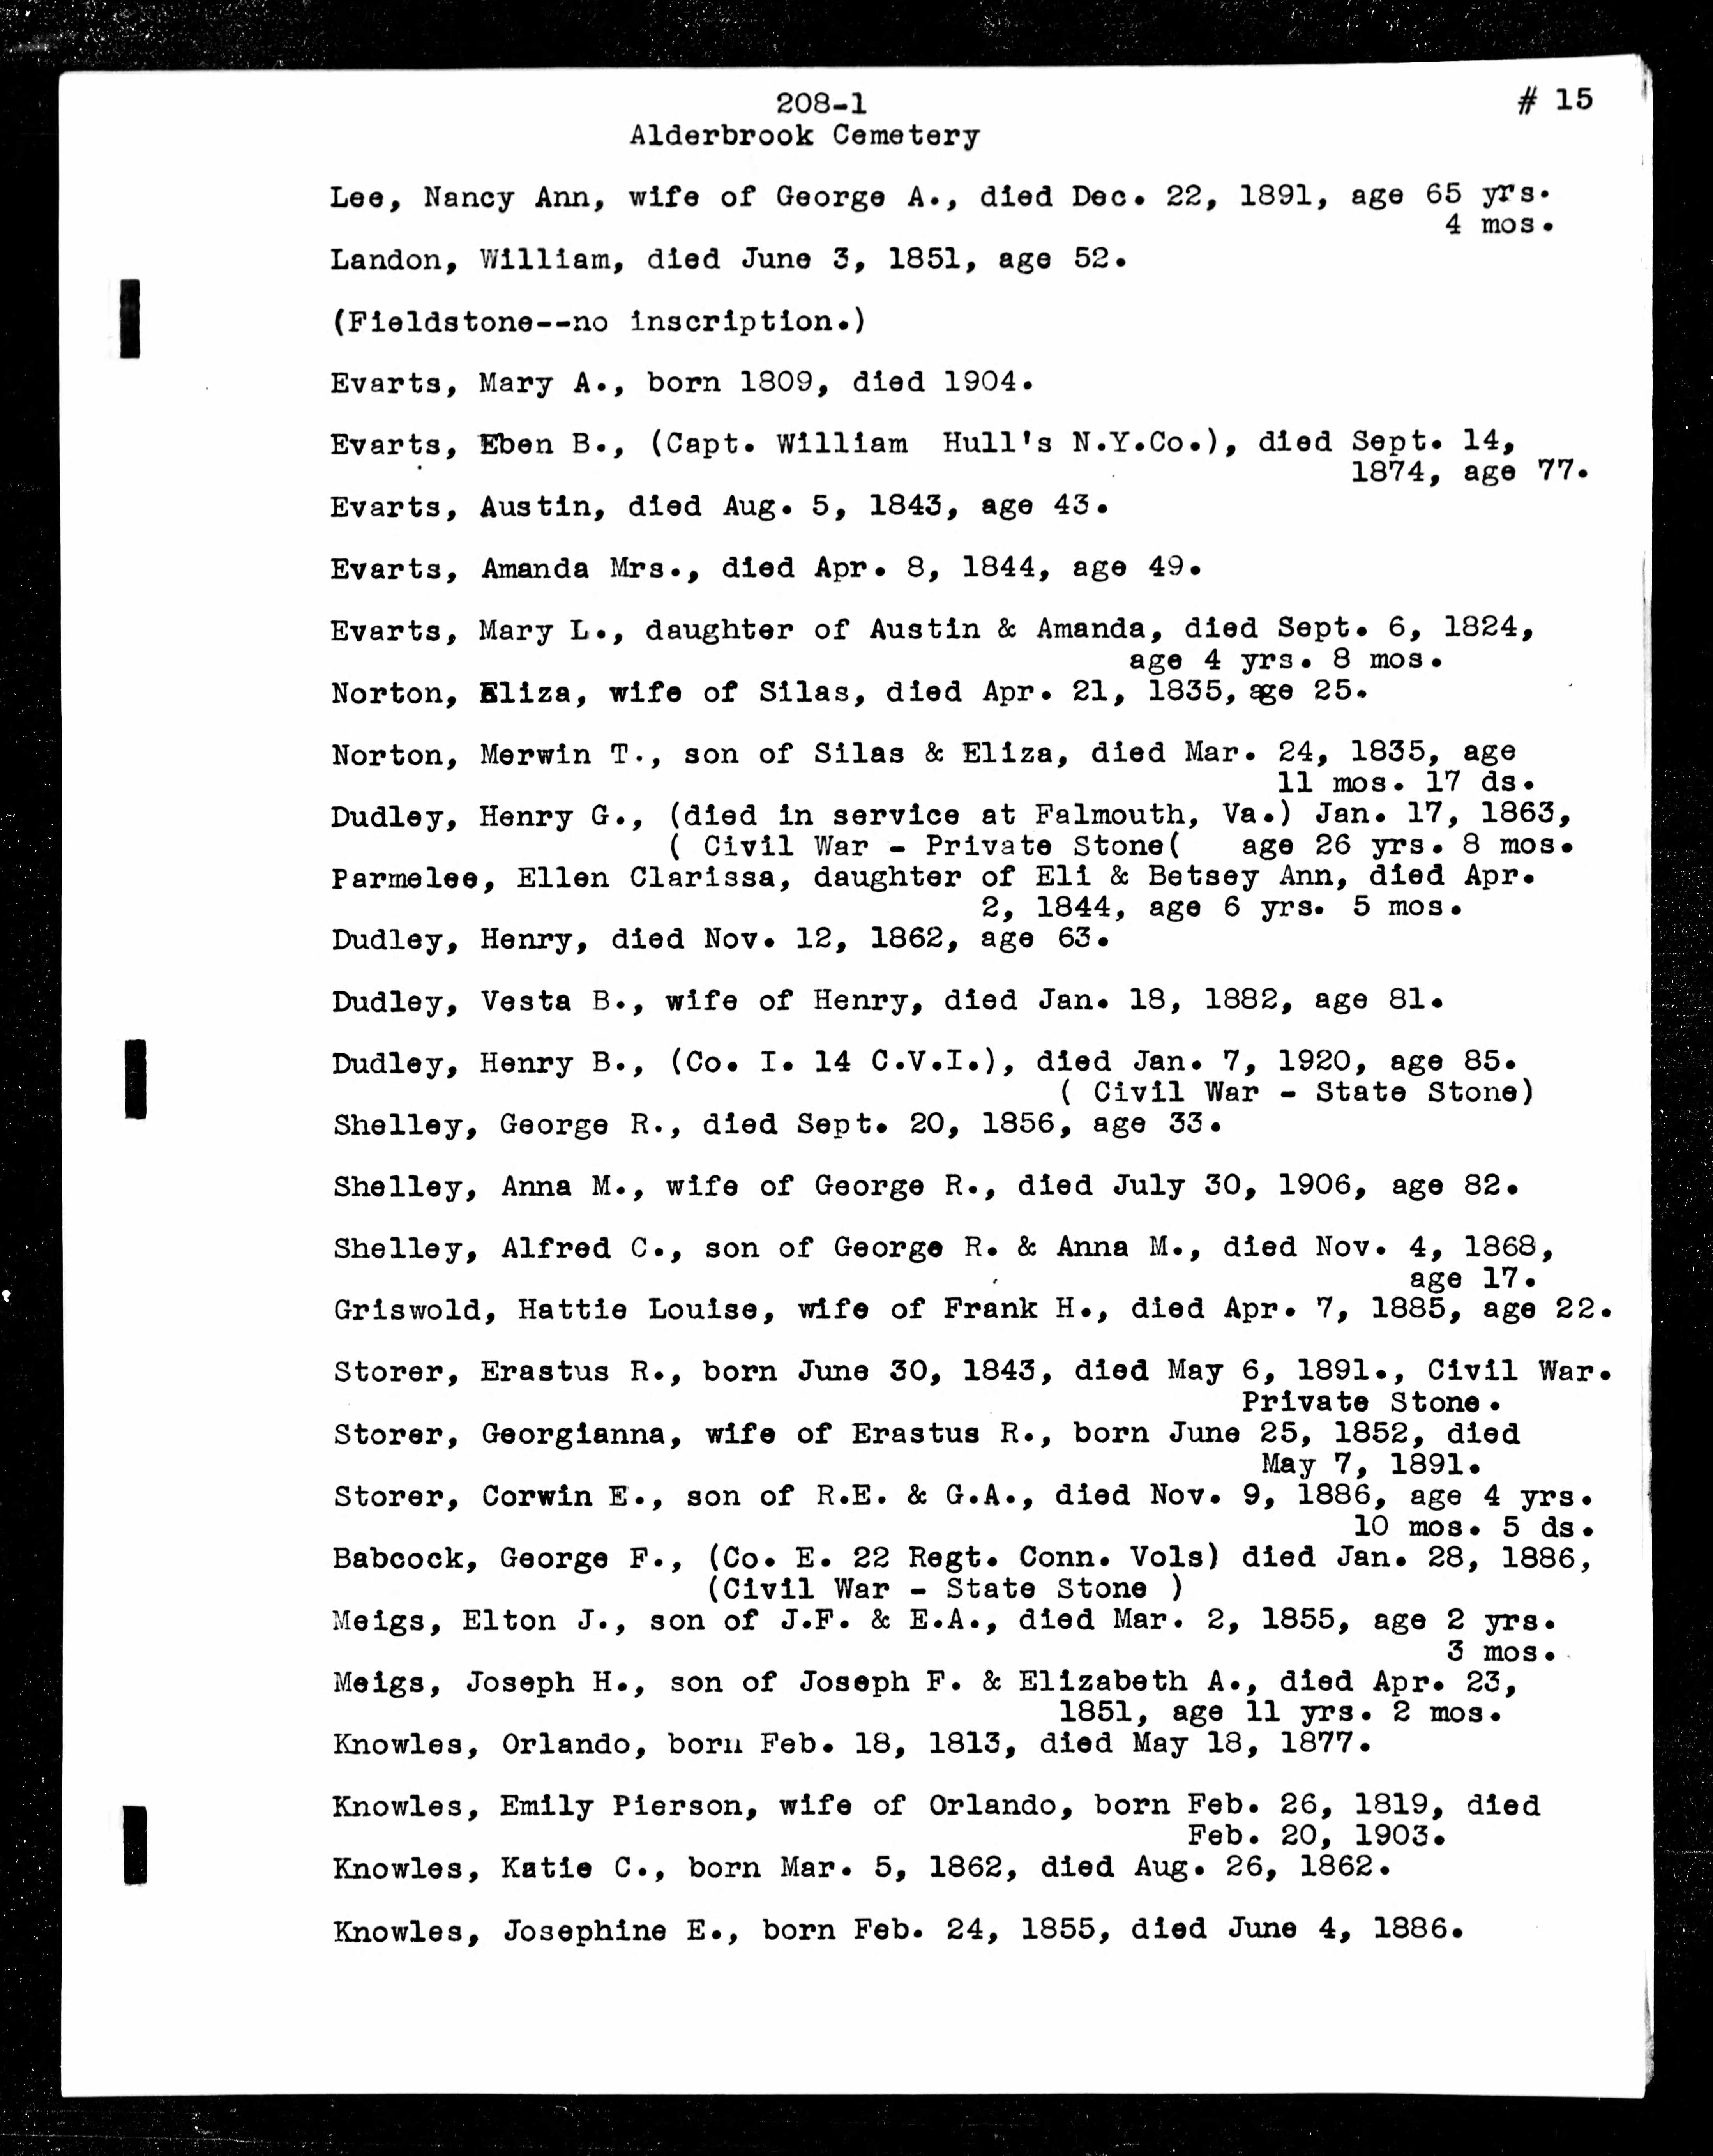 208-1
# 15
Alderbrook Cemetery
Lee, Nancy Ann, wife of George A., died Dec. 22, 1891, age 65 yrs.
4 mos.
Landon, William, died June 3, 1851, age 52.
(Fieldstone--no inscription.)
Evarts, Mary A., born 1809, died 1904.
Evarts, Eben B., (Capt. William Hull's N.Y.Co.), died Sept. 14,
1874, age 77.
Evarts, Austin, died Aug. 5, 1843, age 43.
Evarts, Amanda Mrs., died Apr. 8, 1844, age 49.
Evarts, Mary L., daughter of Austin & Amanda, died Sept. 6, 1824,
age 4 yrs. 8 mos.
Norton, Eliza, wife of Silas, died Apr. 21, 1835, age 25.
Norton, Merwin T., son of Silas & Eliza, died Mar. 24, 1835, age
11 mos. 17 ds.
Dudley, Henry G., (died in service at Falmouth, Va.) Jan. 17, 1863,
( Civil War - Private Stone( age 26 yrs. 8 mos.
Parmelee, Ellen Clarissa, daughter of Eli & Betsey Ann, died Apr.
2, 1844, age 6 yrs. 5 mos.
Dudley, Henry, died Nov. 12, 1862, age 63.
Dudley, Vesta B., wife of Henry, died Jan. 18, 1882, age 81.
Dudley, Henry B., (Co. I. 14 C.V.I.), died Jan. 7, 1920, age 85.
( Civil War - State Stone)
Shelley, George R., died Sept. 20, 1856, age 33.
Shelley, Anna M., wife of George R., died July 30, 1906, age 82.
Shelley, Alfred C., son of George R. & Anna M., died Nov. 4, 1868,
age 17.
Griswold, Hattie Louise, wife of Frank H., died Apr. 7, 1885, age 22.
Storer, Erastus R., born June 30, 1843, died May 6, 1891., Civil War.
Private Stone.
Storer, Georgianna, wife of Erastus R., born June 25, 1852, died
May 7, 1891.
Storer, Corwin E., son of R.E. & G.A., died Nov. 9, 1886, age 4 yrs.
10 mos. 5 ds.
Babcock, George F., (Co. E. 22 Regt. Conn. Vols) died Jan. 28, 1886,
(Civil War - State Stone )
Meigs, Elton J., son of J.F. & E.A., died Mar. 2, 1855, age 2 yrs.
3 mos.
Meigs, Joseph H., son of Joseph F. & Elizabeth A., died Apr. 23,
1851, age 11 yrs. 2 mos.
Knowles, Orlando, born Feb. 18, 1813, died May 18, 1877.
Knowles, Emily Pierson, wife of Orlando, born Feb. 26, 1819, died
Feb. 20, 1903.
Knowles, Katie C., born Mar. 5, 1862, died Aug. 26, 1862.
Knowles, Josephine E., born Feb. 24, 1855, died June 4, 1886.